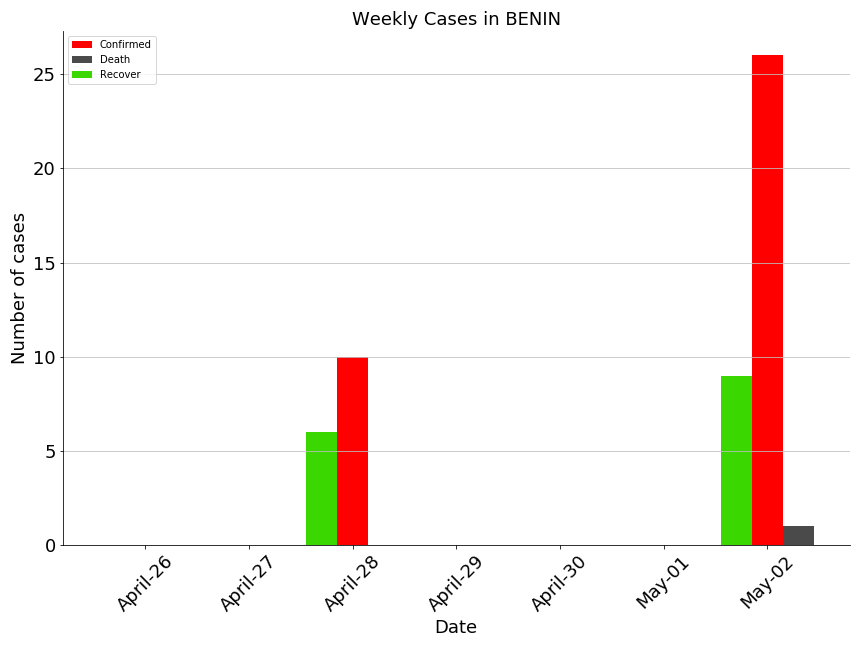 Weekly Cases in BENIN
Confirmed
Death
Recover
Number of cases
25
20
15
10
5
0
April-26
April-27
April-28
April-29
April-30
May-01
May-02
Date